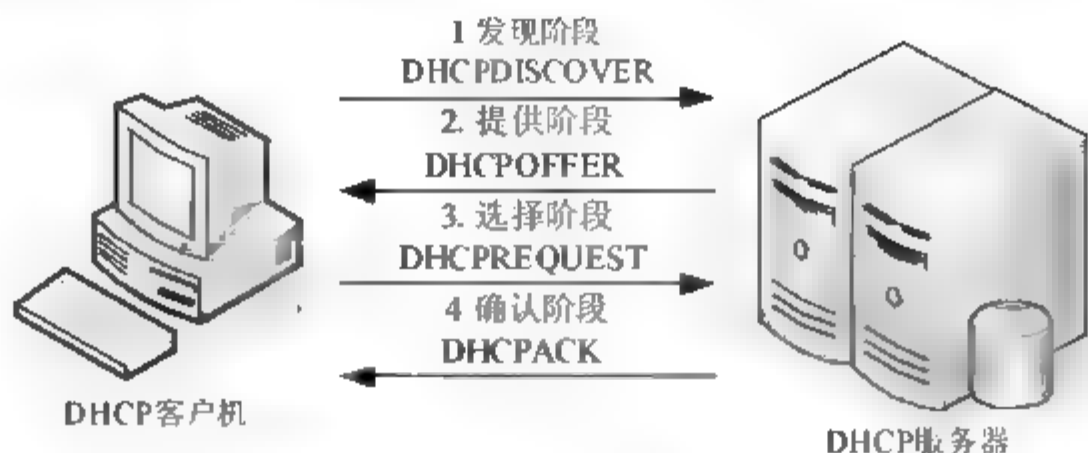 1 发现阶段
DHCPDISCOVER
2. 提供阶段
DHCPOFFER
3. 选择阶段
DHCPREQUEST
4 确认阶段
DHCPACK
DHCP客户机
DHCP服务器